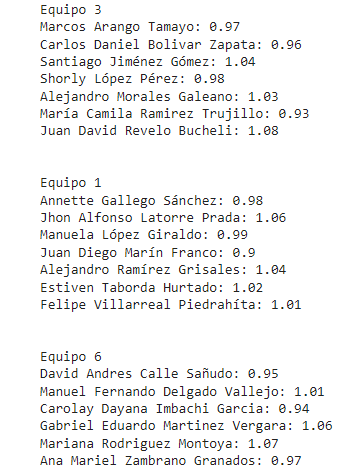 Equipo 3
Marcos Arango Tamayo: 0.97
Carlos Daniel Bolivar Zapata: 0.96
Santiago Jiménez Gómez: 1.04
Shorly López Pérez: 0.98
Alejandro Morales Galeano: 1.03
María Camila Ramirez Trujillo: 0.93
Juan David Revelo Bucheli: 1.08
Equipo 1
Annette Gallego Sánchez: 0.98
Jhon Alfonso Latorre Prada: 1.06
Manuela López Giraldo: 0.99
Juan Diego Marín Franco: 0.9
Alejandro Ramírez Grisales: 1.04
Estiven Taborda Hurtado: 1.02
Felipe Villarreal Piedrahíta: 1.01
Equipo 6
David Andres Calle Sañudo: 0.95
Manuel Fernando Delgado Vallejo: 1.01
Carolay Dayana Imbachi Garcia: 0.94
Gabriel Eduardo Martinez Vergara: 1.06
Mariana Rodriguez Montoya: 1.07
Ana Mariel Zambrano Granados: 0.97